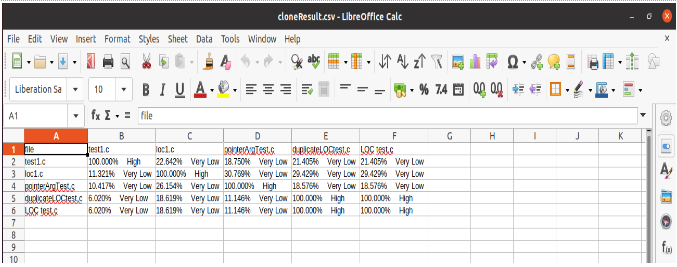 cloneResult.csv - LibreOffice Calc
File Edit View Insert Format Styles Sheet Data Tools Window Help
Liberation Sa 10
A1 fx Σ = file
A B C D E F G H I J K
1 file test1.c loc1.c pointerArgTest.c duplicateLOCtest.c LOC test.c
2 test1.c 100.000% High 22.642% Very Low 18.750% Very Low 21.405% Very Low 21.405% Very Low
3 loc1.c 11.321% Very Low 100.000% High 30.769% Very Low 29.429% Very Low 29.429% Very Low
4 pointerArgTest.c 10.417% Very Low 26.154% Very Low 100.000% High 18.576% Very Low 18.576% Very Low
5 duplicateLOCtest.c 6.020% Very Low 18.619% Very Low 11.146% Very Low 100.000% High 100.000% High
6 LOC test.c 6.020% Very Low 18.619% Very Low 11.146% Very Low 100.000% High 100.000% High
7
8
9
10